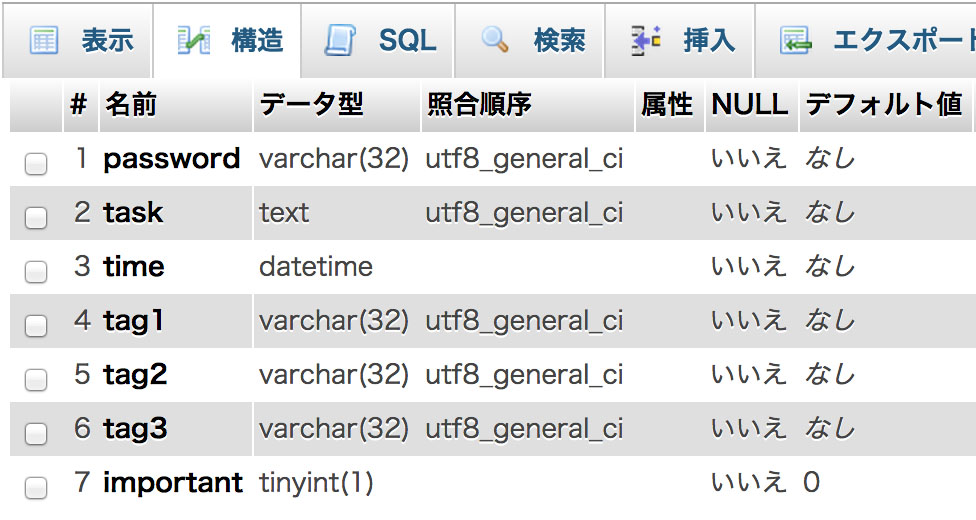 表示 構造 SQL 検索 挿入 エクスポート
# 名前 データ型 照合順序 属性 NULL デフォルト値
1 password varchar(32) utf8_general_ci いいえ なし
2 task text utf8_general_ci いいえ なし
3 time datetime いいえ なし
4 tag1 varchar(32) utf8_general_ci いいえ なし
5 tag2 varchar(32) utf8_general_ci いいえ なし
6 tag3 varchar(32) utf8_general_ci いいえ なし
7 important tinyint(1) いいえ 0